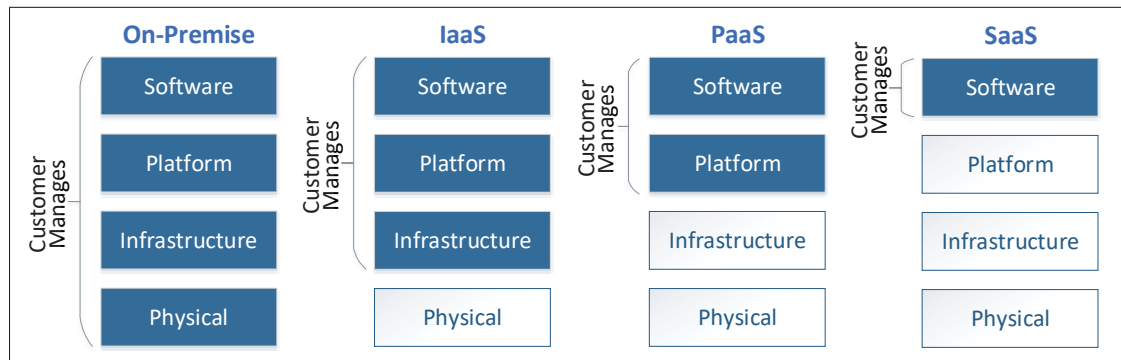 On-Premise
Customer
Manages
Software
Platform
Infrastructure
Physical
IaaS
Customer
Manages
Software
Platform
Infrastructure
Physical
PaaS
Customer
Manages
Software
Platform
Infrastructure
Physical
SaaS
Customer
Manages
Software
Platform
Infrastructure
Physical